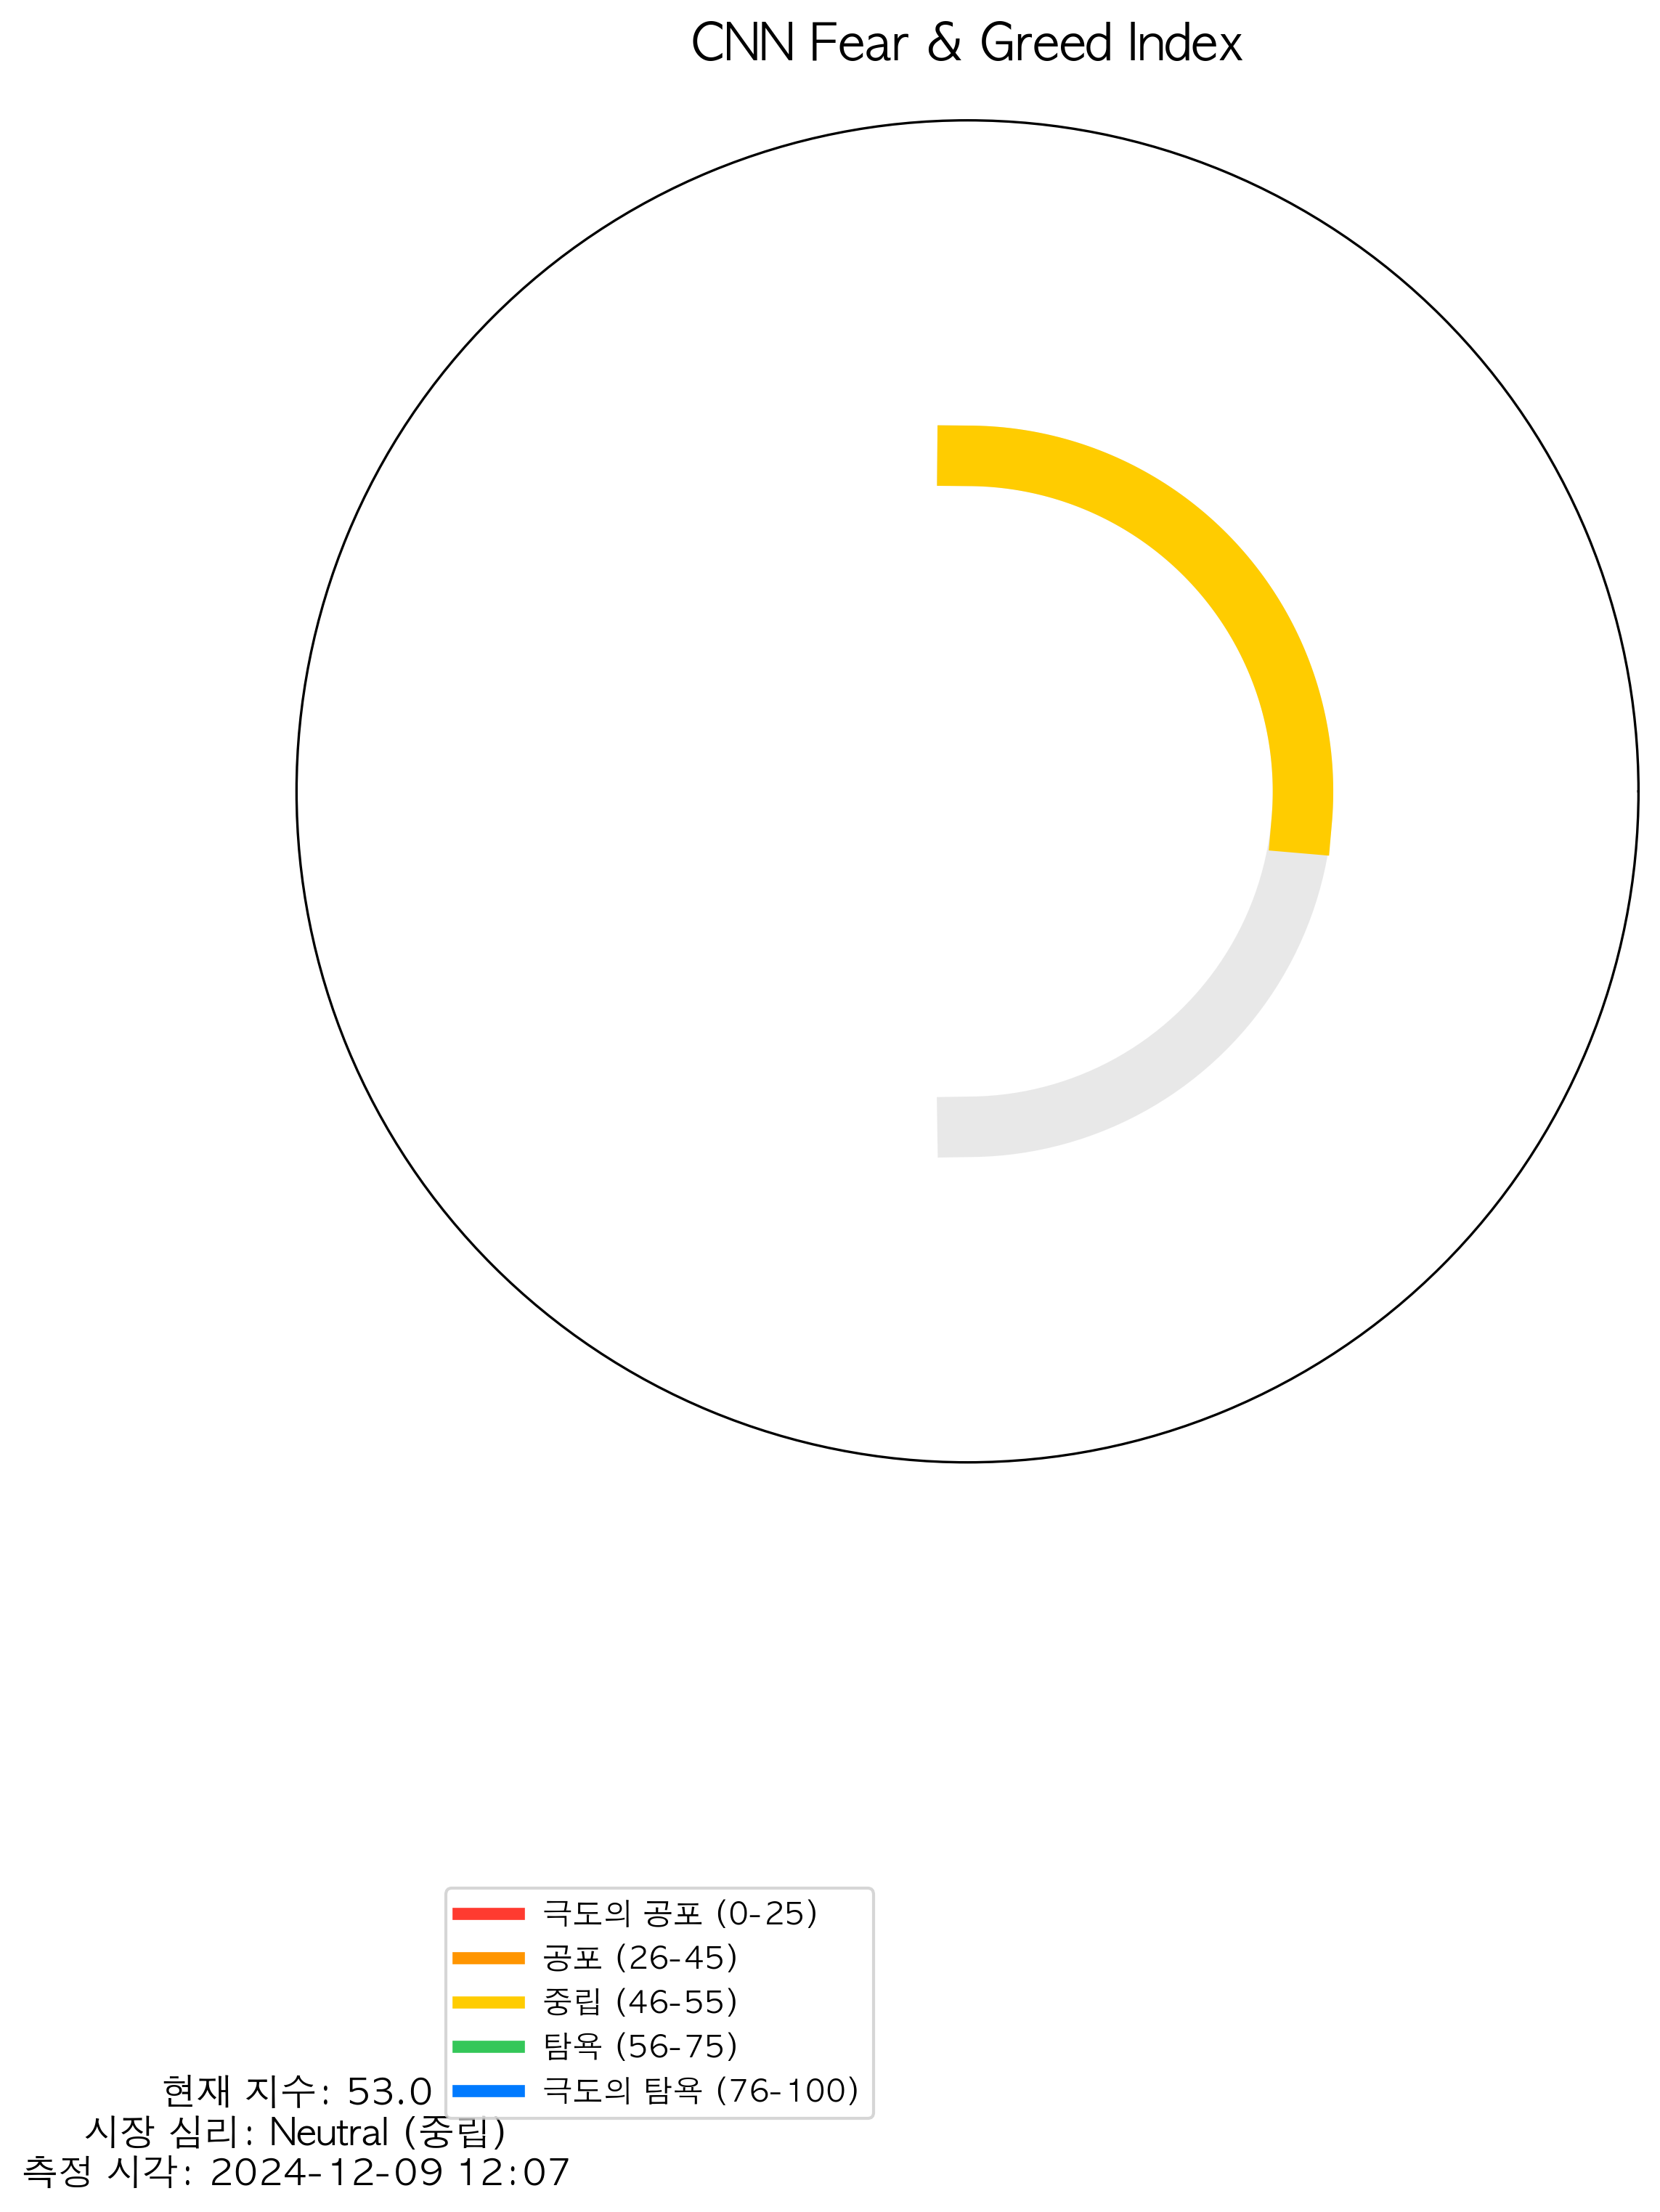 CNN Fear & Greed Index
극도의 공포 (0-25)
공포 (26-45)
중립 (46-55)
탐욕 (56-75)
극도의 탐욕 (76-100)
현재 지수: 53.0
시장 심리: Neutral (중립)
측정 시각: 2024-12-09 12:07